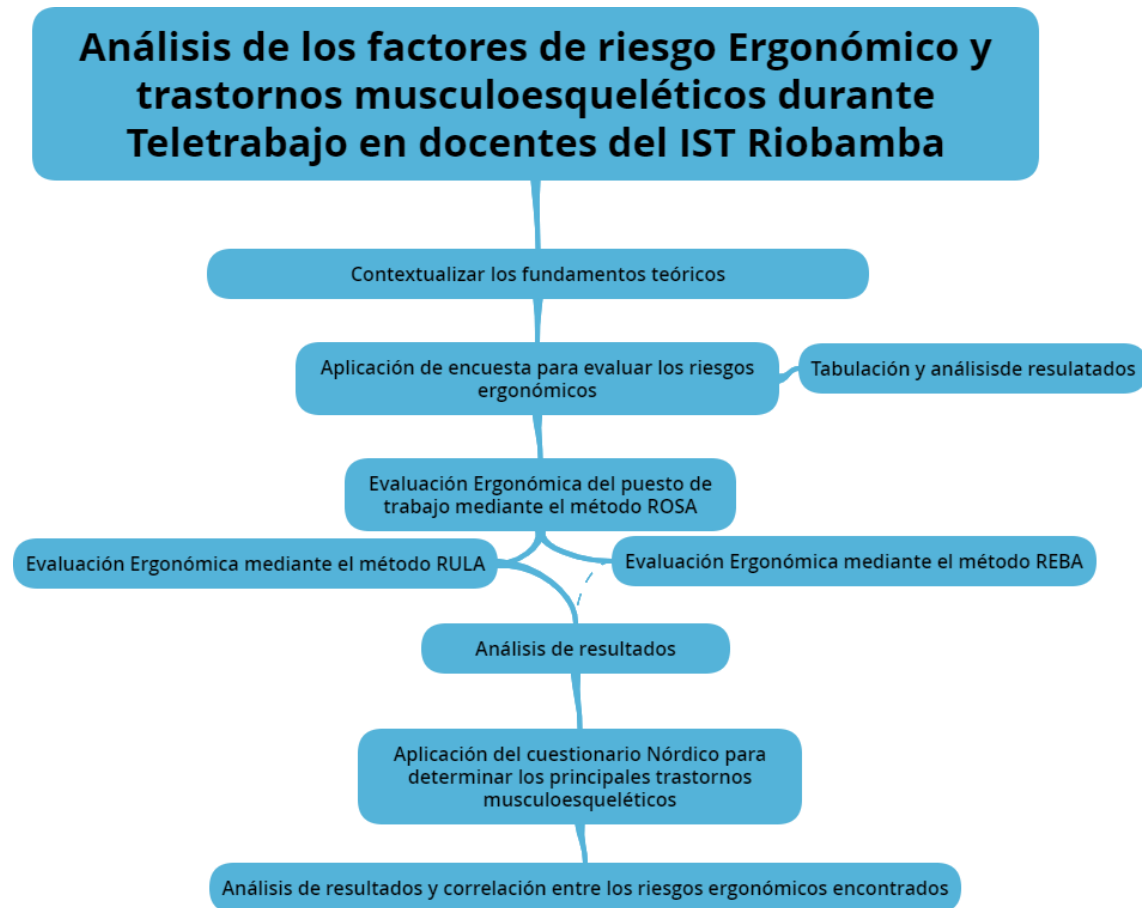 Análisis de los factores de riesgo Ergonómico y
trastornos musculoesqueléticos durante
Teletrabajo en docentes del IST Riobamba
Contextualizar los fundamentos teóricos
Aplicación de encuesta para evaluar los riesgos
ergonómicos
Tabulación y análisisde resulatados
Evaluación Ergonómica del puesto de
trabajo mediante el método ROSA
Evaluación Ergonómica mediante el método RULA
Evaluación Ergonómica mediante el método REBA
Análisis de resultados
Aplicación del cuestionario Nórdico para
determinar los principales trastornos
musculoesqueléticos
Análisis de resultados y correlación entre los riesgos ergonómicos encontrados